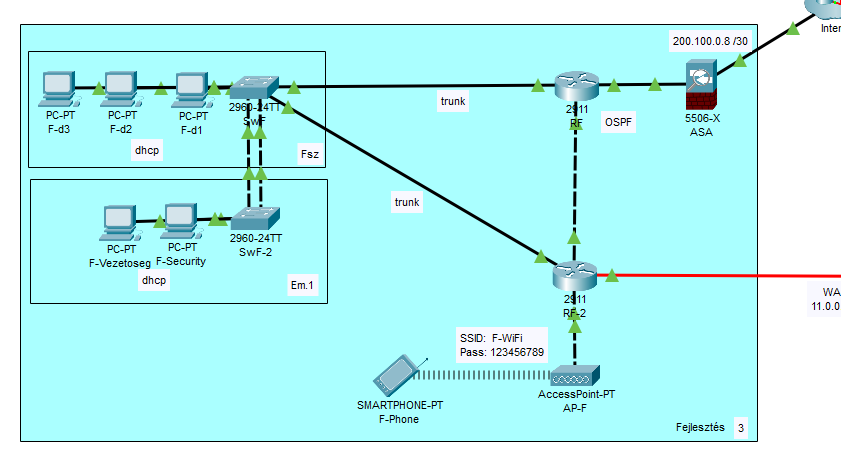 200.100.0.8 /30
Inter
PC-PT
F-d3
PC-PT
F-d2
PC-PT
F-d1
2960-24TT
SwF
dhcp
Fsz
trunk
2911
RF
OSPF
5506-X
ASA
trunk
PC-PT
F-Vezetoseg
PC-PT
F-Security
2960-24TT
SwF-2
dhcp
Em.1
2911
RF-2
WA
11.0.0
SSID: F-WiFi
Pass: 123456789
SMARTPHONE-PT
F-Phone
AccessPoint-PT
AP-F
Fejlesztés 3